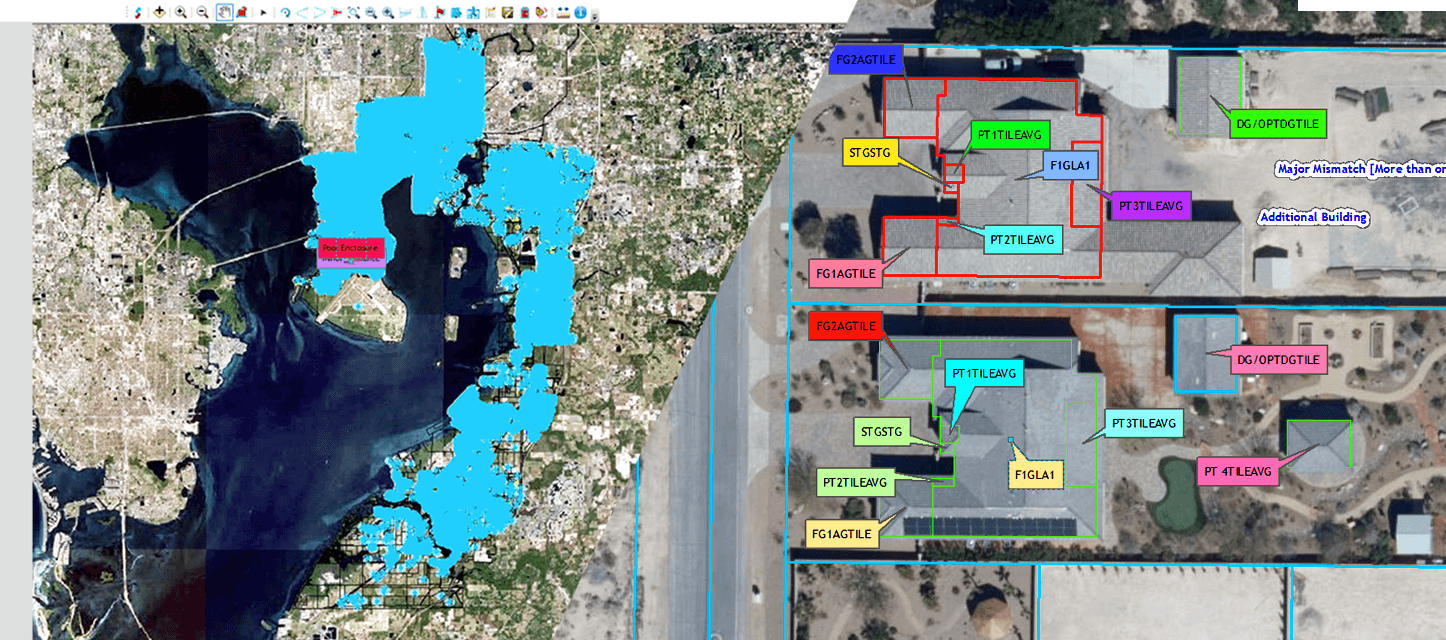 FG2AGTILE
DG/OPTDGTILE
PT1TILEAVG
STGSTG
F1GLA1
Major Mismatch [More than or
PT3TILEAVG
Additional Building
PT2TILEAVG
Pool Enclosure
FG1AGTILE
FG2AGTILE
DG/OPTDGTILE
PT1TILEAVG
PT3TILEAVG
STGSTG
PT 4TILEAVG
F1GLA1
PT2TILEAVG
FG1AGTILE